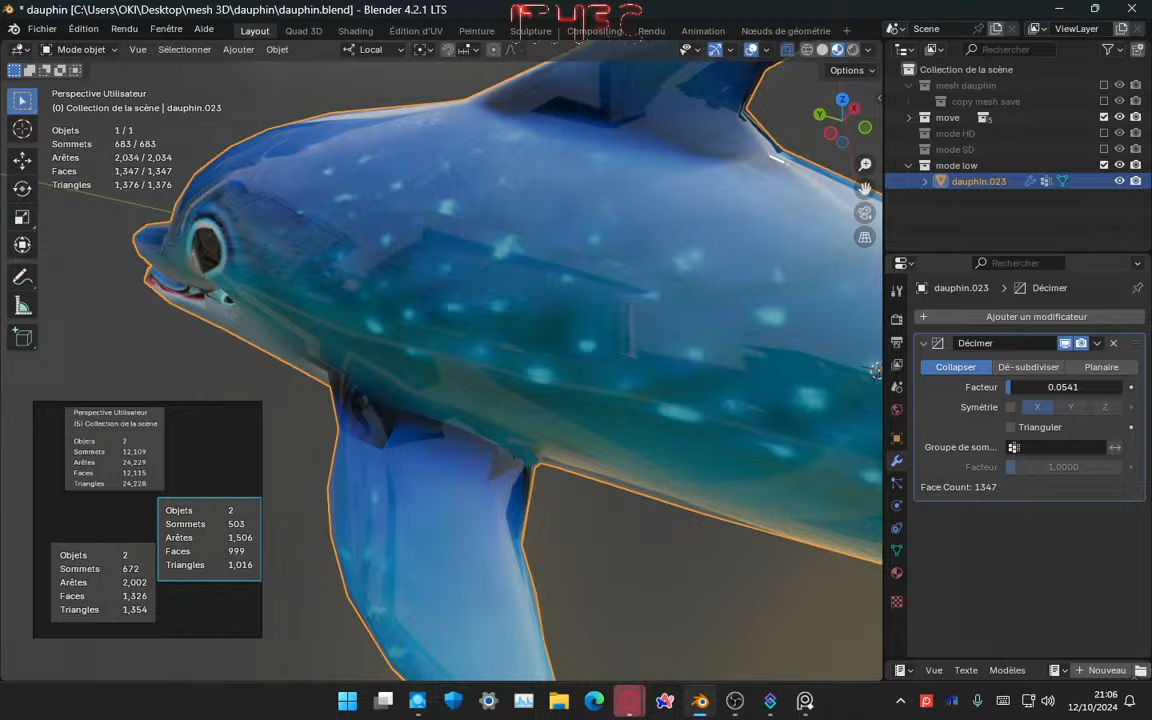 * dauphin [C:\Users\OKI\Desktop\mesh 3D\dauphin\dauphin.blend] - Blender 4.2.1 LTS
Fichier Édition Rendu Fenêtre Aide Layout Quad 3D Shading Édition d'UV Peinture Sculpture Compositing Rendu Animation Nœuds de géométrie + Scene ViewLayer
Mode objet Vue Sélectionner Ajouter Objet Local
Rechercher
Options
Perspective Utilisateur
(0) Collection de la scène | dauphin.023
Objets 1 / 1
Sommets 683 / 683
Arêtes 2,034 / 2,034
Faces 1,347 / 1,347
Triangles 1,376 / 1,376
Z
X
Y
Collection de la scène
mesh dauphin
copy mesh save
move 5
mode HD
mode SD
mode low
dauphin.023
Rechercher
dauphin.023 > Décimer
+ Ajouter un modificateur
Décimer
Collapser Dé-subdiviser Planaire
Facteur 0.0541
Symétrie X Y Z
Trianguler
Groupe de som...
Facteur 1.0000
Face Count: 1347
Perspective Utilisateur
(5) Collection de la scène
Objets 2
Sommets 12,109
Arêtes 24,229
Faces 12,115
Triangles 24,228
Objets 2
Sommets 503
Arêtes 1,506
Faces 999
Triangles 1,016
Objets 2
Sommets 672
Arêtes 2,002
Faces 1,326
Triangles 1,354
Vue Texte Modèles + Nouveau
21:06
12/10/2024